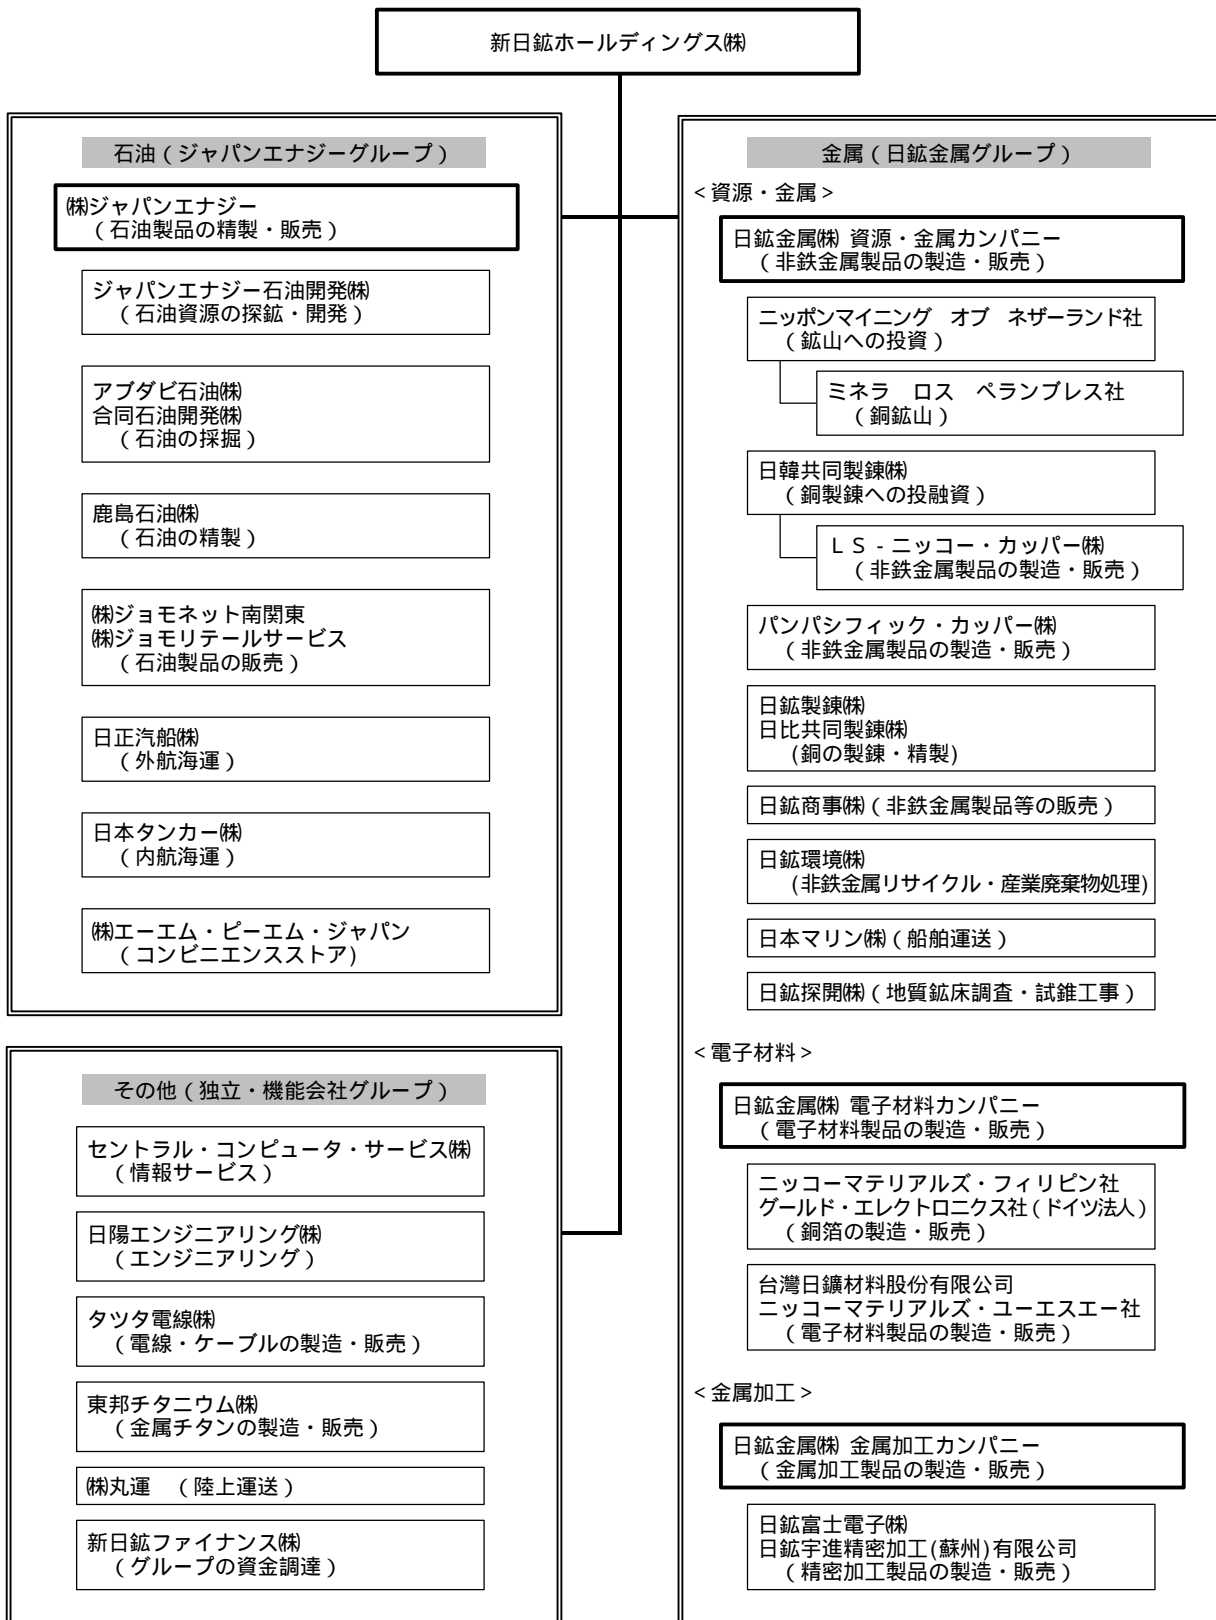 新日鉱ホールディングス㈱
石油（ジャパンエナジーグループ）
㈱ジャパンエナジー
（石油製品の精製・販売）
ジャパンエナジー石油開発㈱
（石油資源の探鉱・開発）
アブダビ石油㈱
合同石油開発㈱
（石油の採掘）
鹿島石油㈱
（石油の精製）
㈱ジョモネット南関東
㈱ジョモリテールサービス
（石油製品の販売）
日正汽船㈱
（外航海運）
日本タンカー㈱
（内航海運）
㈱エーエム・ピーエム・ジャパン
（コンビニエンスストア)
その他（独立・機能会社グループ）
セントラル・コンピュータ・サービス㈱
（情報サービス）
日陽エンジニアリング㈱
（エンジニアリング）
タツタ電線㈱
（電線・ケーブルの製造・販売）
東邦チタニウム㈱
（金属チタンの製造・販売）
㈱丸運　（陸上運送）
新日鉱ファイナンス㈱
（グループの資金調達）
金属（日鉱金属グループ）
＜資源・金属＞
日鉱金属㈱ 資源・金属カンパニー
（非鉄金属製品の製造・販売）
ニッポンマイニング　オブ　ネザーランド社
（鉱山への投資）
ミネラ　ロス　ペランブレス社
（銅鉱山）
日韓共同製錬㈱
（銅製錬への投融資）
ＬＳ-ニッコー・カッパー㈱
（非鉄金属製品の製造・販売）
パンパシフィック・カッパー㈱
（非鉄金属製品の製造・販売）
日鉱製錬㈱
日比共同製錬㈱
(銅の製錬・精製)
日鉱商事㈱（非鉄金属製品等の販売）
日鉱環境㈱
(非鉄金属リサイクル・産業廃棄物処理)
日本マリン㈱（船舶運送）
日鉱探開㈱（地質鉱床調査・試錐工事）
＜電子材料＞
日鉱金属㈱ 電子材料カンパニー
（電子材料製品の製造・販売）
ニッコーマテリアルズ・フィリピン社
グールド・エレクトロニクス社（ドイツ法人）
（銅箔の製造・販売）
台灣日鑛材料股份有限公司
ニッコーマテリアルズ・ユーエスエー社
（電子材料製品の製造・販売）
＜金属加工＞
日鉱金属㈱ 金属加工カンパニー
（金属加工製品の製造・販売）
日鉱富士電子㈱
日鉱宇進精密加工(蘇州)有限公司
（精密加工製品の製造・販売）